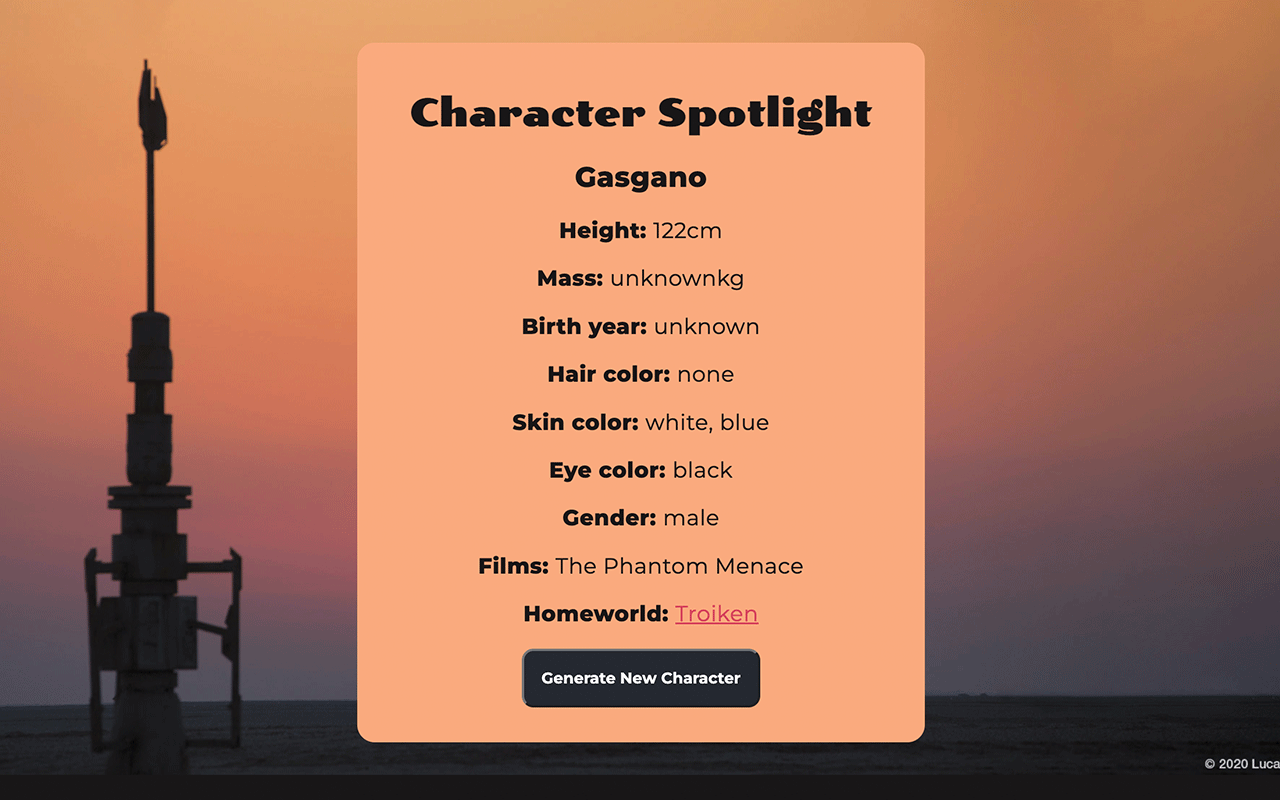 Character Spotlight
Gasgano
Height: 122cm
Mass: unknownkg
Birth year: unknown
Hair color: none
Skin color: white, blue
Eye color: black
Gender: male
Films: The Phantom Menace
Homeworld: Troiken
Generate New Character
© 2020 Luca